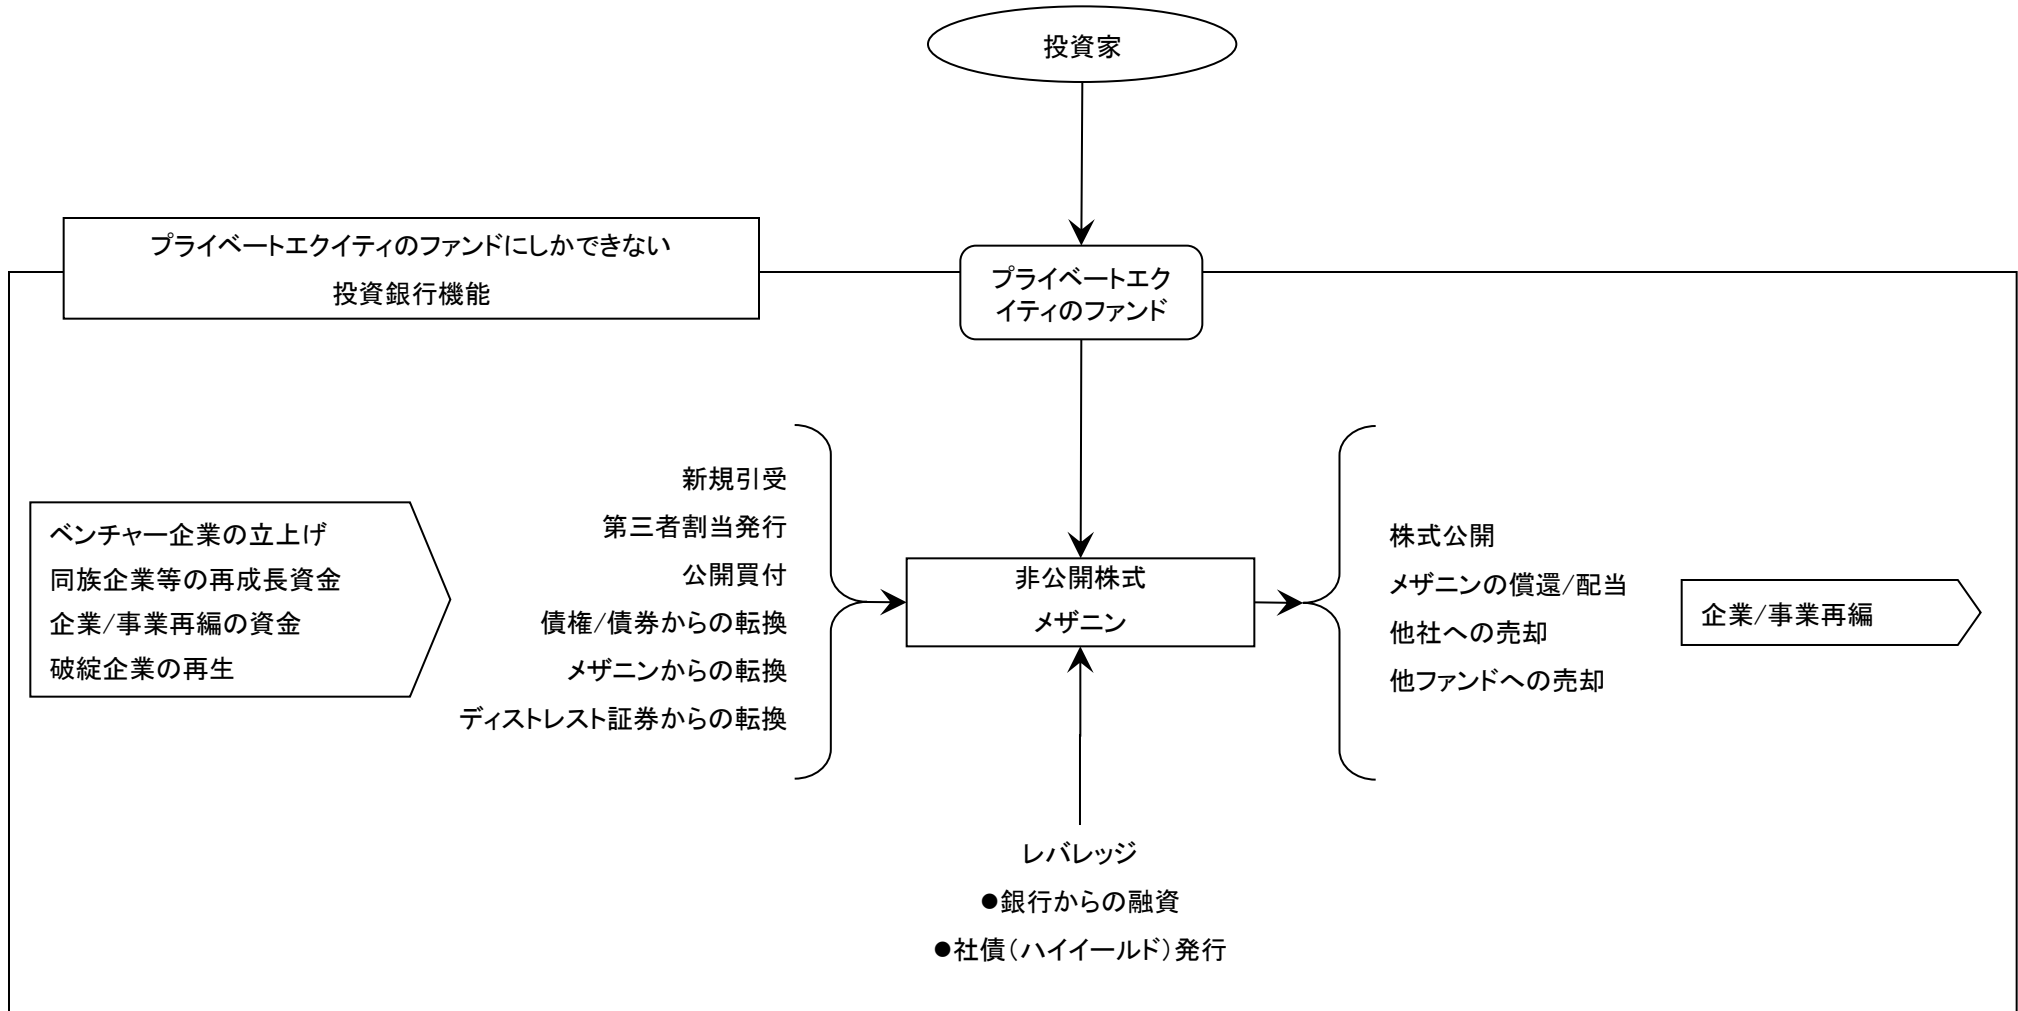 投資家
プライベートエクイティのファンドにしかできない
投資銀行機能
プライベートエク
イティのファンド
ベンチャー企業の立上げ
同族企業等の再成長資金
企業/事業再編の資金
破綻企業の再生
新規引受
第三者割当発行
公開買付
債権/債券からの転換
メザニンからの転換
ディストレスト証券からの転換
非公開株式
メザニン
株式公開
メザニンの償還/配当
他社への売却
他ファンドへの売却
企業/事業再編
レバレッジ
●銀行からの融資
●社債(ハイイールド)発行